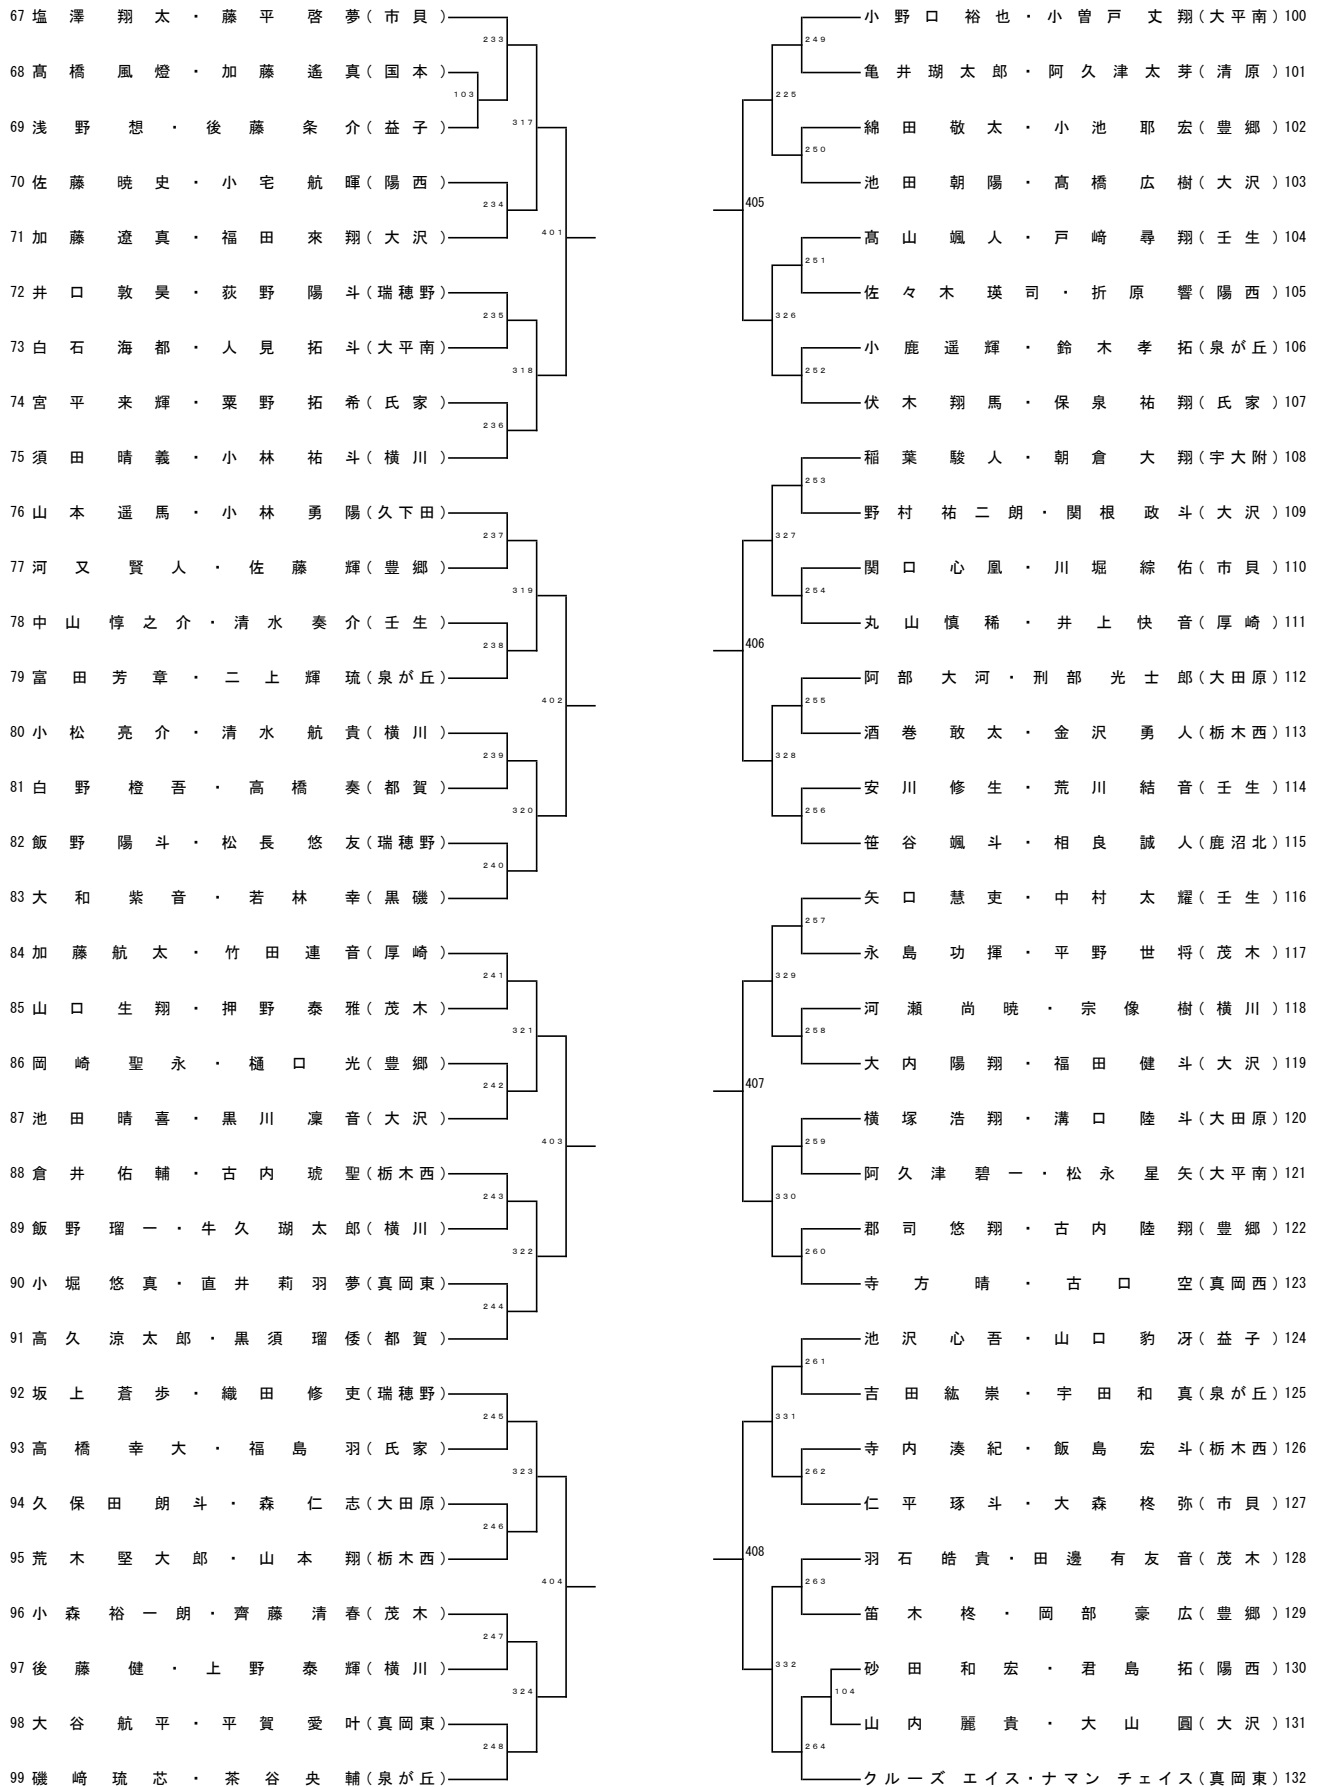 67 塩澤翔太・藤平啓夢(市貝)
233
68 髙橋風燈・加藤遙真(国本)
103
69 浅野想・後藤条介(益子)
317
70 佐藤暁史・小宅航暉(陽西)
234
71 加藤遼真・福田來翔(大沢)
401
72 井口敦昊・荻野陽斗(瑞穂野)
235
73 白石海都・人見拓斗(大平南)
318
74 宮平来輝・粟野拓希(氏家)
236
75 須田晴義・小林祐斗(横川)
76 山本遥馬・小林勇陽(久下田)
237
77 河又賢人・佐藤輝(豊郷)
319
78 中山惇之介・清水奏介(壬生)
238
79 富田芳章・二上輝琉(泉が丘)
402
80 小松亮介・清水航貴(横川)
239
81 白野橙吾・高橋奏(都賀)
320
82 飯野陽斗・松長悠友(瑞穂野)
240
83 大和紫音・若林幸(黒磯)
84 加藤航太・竹田連音(厚崎)
241
85 山口生翔・押野泰雅(茂木)
321
86 岡崎聖永・樋口光(豊郷)
242
87 池田晴喜・黒川凜音(大沢)
403
88 倉井佑輔・古内琥聖(栃木西)
243
89 飯野瑠一・牛久瑚太郎(横川)
322
90 小堀悠真・直井莉羽夢(真岡東)
244
91 高久涼太郎・黒須瑠倭(都賀)
92 坂上蒼歩・織田修吏(瑞穂野)
245
93 高橋幸大・福島羽(氏家)
323
94 久保田朗斗・森仁志(大田原)
246
95 荒木堅大郎・山本翔(栃木西)
404
96 小森裕一朗・齊藤清春(茂木)
247
97 後藤健・上野泰輝(横川)
324
98 大谷航平・平賀愛叶(真岡東)
248
99 磯﨑琉芯・茶谷央輔(泉が丘)
小野口裕也・小曽戸丈翔(大平南)100
249
亀井瑚太郎・阿久津太芽(清原)101
225
綿田敬太・小池耶宏(豊郷)102
250
池田朝陽・髙橋広樹(大沢)103
405
髙山颯人・戸﨑尋翔(壬生)104
251
佐々木瑛司・折原響(陽西)105
326
小鹿遥輝・鈴木孝拓(泉が丘)106
252
伏木翔馬・保泉祐翔(氏家)107
稲葉駿人・朝倉大翔(宇大附)108
253
野村祐二朗・関根政斗(大沢)109
327
関口心凰・川堀綜佑(市貝)110
254
丸山慎稀・井上快音(厚崎)111
406
阿部大河・刑部光士郎(大田原)112
255
酒巻敢太・金沢勇人(栃木西)113
328
安川修生・荒川結音(壬生)114
256
笹谷颯斗・相良誠人(鹿沼北)115
矢口慧吏・中村太耀(壬生)116
257
永島功揮・平野世将(茂木)117
329
河瀬尚暁・宗像樹(横川)118
258
大内陽翔・福田健斗(大沢)119
407
横塚浩翔・溝口陸斗(大田原)120
259
阿久津碧一・松永星矢(大平南)121
330
郡司悠翔・古内陸翔(豊郷)122
260
寺方晴・古口空(真岡西)123
池沢心吾・山口豹冴(益子)124
261
吉田紘崇・宇田和真(泉が丘)125
331
寺内湊紀・飯島宏斗(栃木西)126
262
仁平琢斗・大森柊弥(市貝)127
408
羽石皓貴・田邊有友音(茂木)128
263
笛木柊・岡部豪広(豊郷)129
332
砂田和宏・君島拓(陽西)130
104
山内麗貴・大山圓(大沢)131
264
クルーズ エイス・ナマン チェイス(真岡東)132